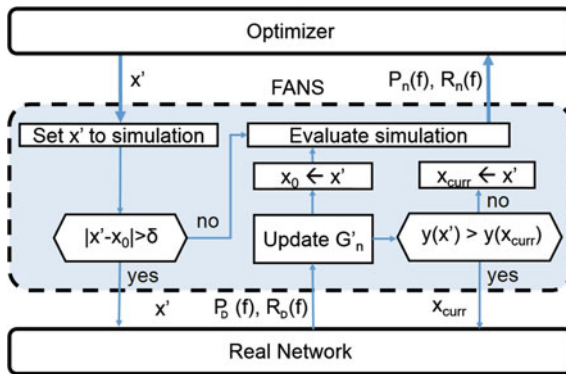 Optimizer
x'
FANS
Pn(f), Rn(f)
Set x' to simulation
Evaluate simulation
x0 ← x'
xcurr ← x'
no
no
|x'-x0|>δ
Update G'n
y(x') > y(xcurr)
yes
yes
x'
PD (f), RD(f)
xcurr
Real Network